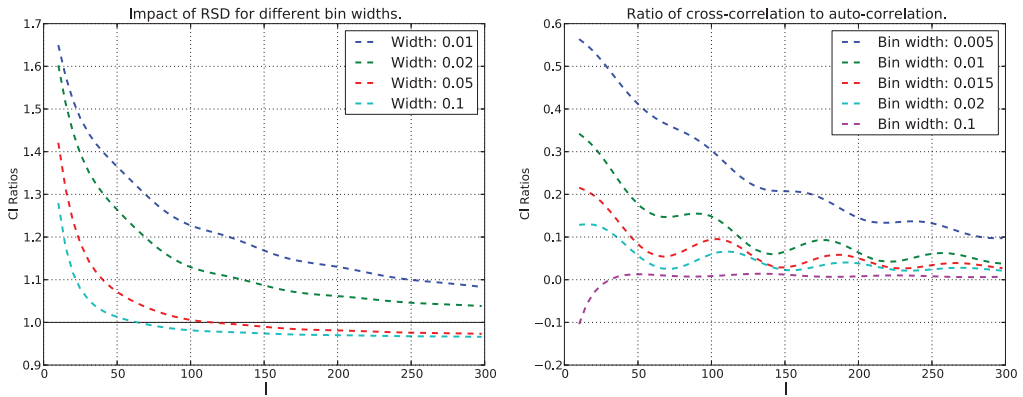 Impact of RSD for different bin widths.
Width: 0.01
Width: 0.02
Width: 0.05
Width: 0.1
Cl Ratios
1.7
1.6
1.5
1.4
1.3
1.2
1.1
1.0
0.9
0
50
100
150
200
250
300
l
Ratio of cross-correlation to auto-correlation.
Bin width: 0.005
Bin width: 0.01
Bin width: 0.015
Bin width: 0.02
Bin width: 0.1
Cl Ratios
0.6
0.5
0.4
0.3
0.2
0.1
0.0
−0.1
−0.2
0
50
100
150
200
250
300
l